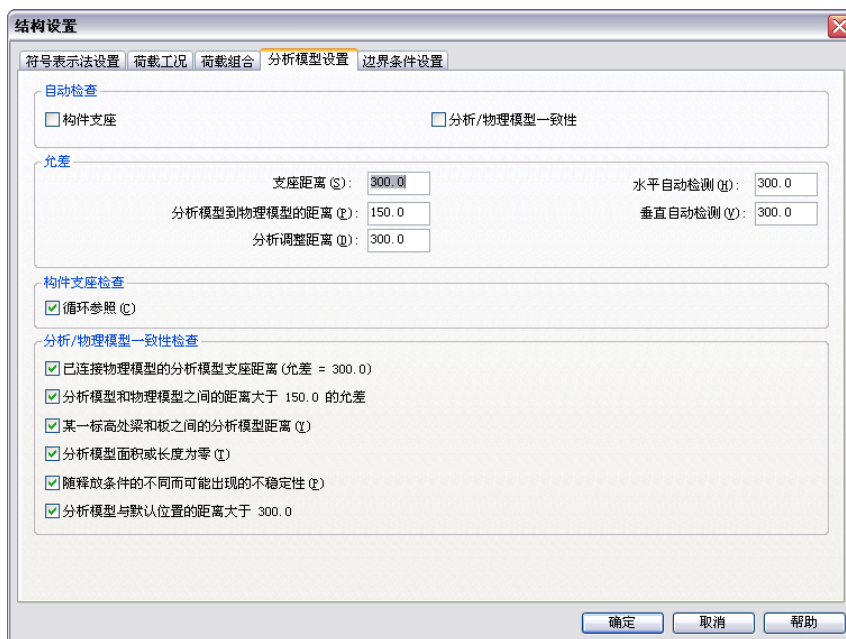 结构设置
符号表示法设置 荷载工况 荷载组合 分析模型设置 边界条件设置
自动检查
构件支座 分析/物理模型一致性
允差
支座距离(S): 300.0 水平自动检测(H): 300.0
分析模型到物理模型的距离(P): 150.0 垂直自动检测(V): 300.0
分析调整距离(D): 300.0
构件支座检查
循环参照(C)
分析/物理模型一致性检查
已连接物理模型的分析模型支座距离(允差 = 300.0)
分析模型和物理模型之间的距离大于 150.0 的允差
某一标高处梁和板之间的分析模型距离(Y)
分析模型面积或长度为零(T)
随释放条件的不同而可能出现的不稳定性(P)
分析模型与默认位置的距离大于 300.0
确定 取消 帮助